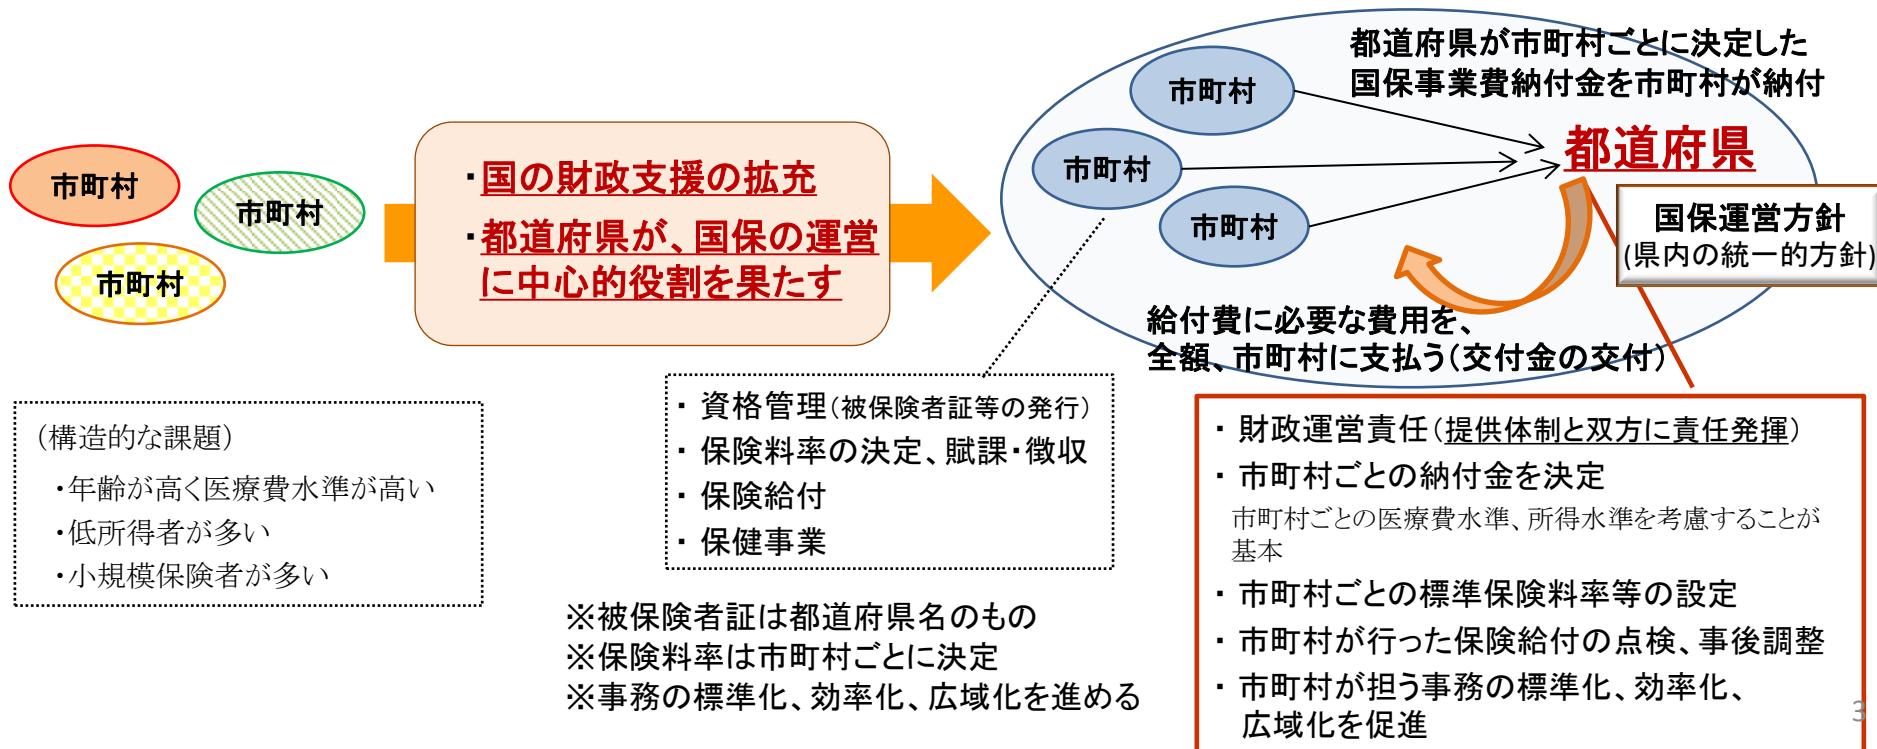 市町村
市町村
市町村
・国の財政支援の拡充
・都道府県が、国保の運営
に中心的役割を果たす
都道府県が市町村ごとに決定した
国保事業費納付金を市町村が納付
市町村
市町村
市町村
都道府県
国保運営方針
(県内の統一的方針)
給付費に必要な費用を、
全額、市町村に支払う(交付金の交付)
(構造的な課題)
・年齢が高く医療費水準が高い
・低所得者が多い
・小規模保険者が多い
・ 資格管理(被保険者証等の発行)
・ 保険料率の決定、賦課・徴収
・ 保険給付
・ 保健事業
※被保険者証は都道府県名のもの
※保険料率は市町村ごとに決定
※事務の標準化、効率化、広域化を進める
・ 財政運営責任(提供体制と双方に責任発揮)
・ 市町村ごとの納付金を決定
市町村ごとの医療費水準、所得水準を考慮することが
基本
・ 市町村ごとの標準保険料率等の設定
・ 市町村が行った保険給付の点検、事後調整
・ 市町村が担う事務の標準化、効率化、
広域化を促進
3